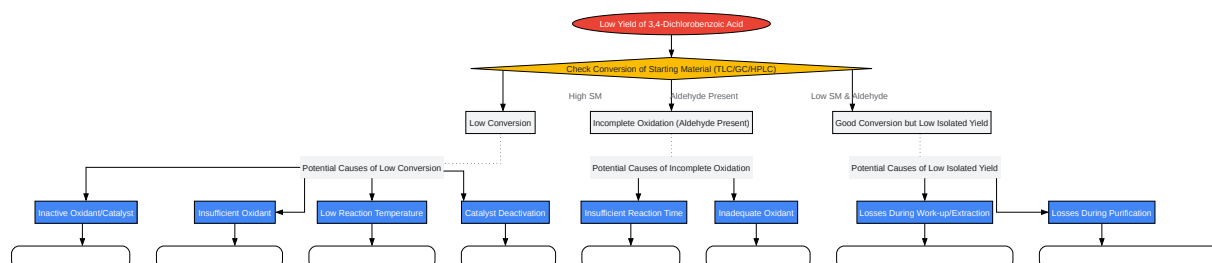 Low Yield of 3,4-Dichlorobenzoic Acid
Check Conversion of Starting Material (TLC/GC/HPLC)
High SM
Aldehyde Present
Low SM & Aldehyde
Low Conversion
Incomplete Oxidation (Aldehyde Present)
Good Conversion but Low Isolated Yield
Potential Causes of Low Conversion
Potential Causes of Incomplete Oxidation
Potential Causes of Low Isolated Yield
Inactive Oxidant/Catalyst
Insufficient Oxidant
Low Reaction Temperature
Catalyst Deactivation
Insufficient Reaction Time
Inadequate Oxidant
Losses During Work-up/Extraction
Losses During Purification